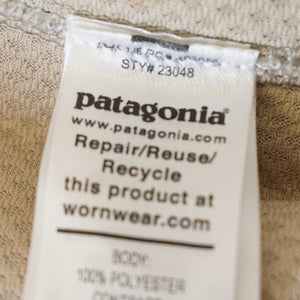 STY# 23048
patagonia®
www.patagonia.com
Repair/Reuse/
Recycle
this product at
wornwear.com
BODY:
100% POLYESTER